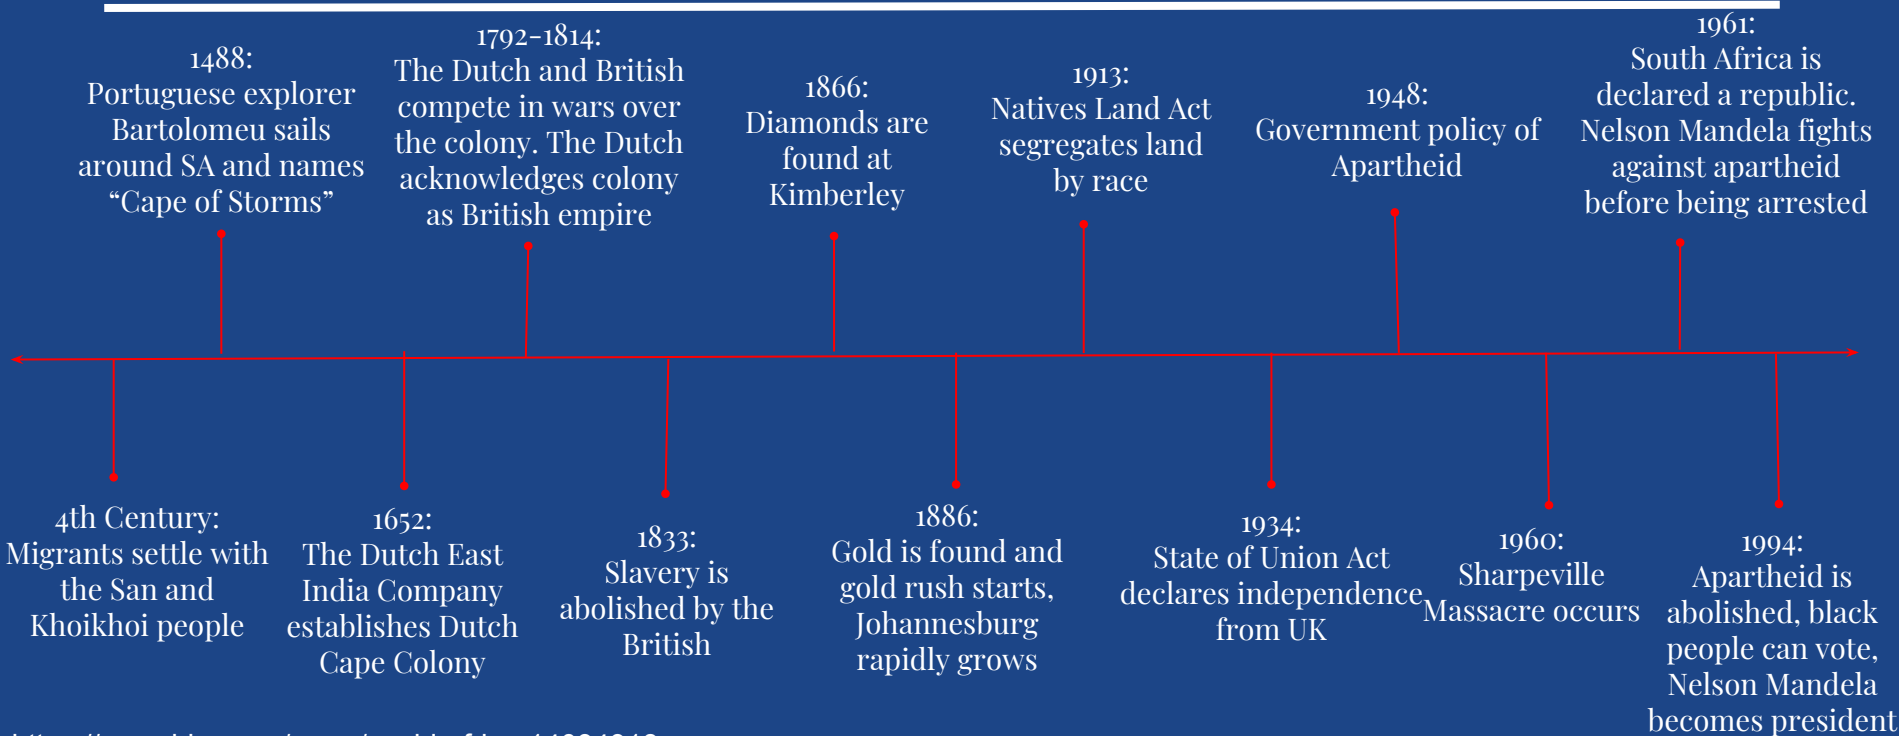 1488:
Portuguese explorer
Bartolomeu sails
around SA and names
“Cape of Storms”
1792-1814:
The Dutch and British
compete in wars over
the colony. The Dutch
acknowledges colony
as British empire
1866:
Diamonds are
found at
Kimberley
1913:
Natives Land Act
segregates land
by race
1948:
Government policy of
Apartheid
1961:
South Africa is
declared a republic.
Nelson Mandela fights
against apartheid
before being arrested
4th Century:
Migrants settle with
the San and
Khoikhoi people
1652:
The Dutch East
India Company
establishes Dutch
Cape Colony
1833:
Slavery is
abolished by the
British
1886:
Gold is found and
gold rush starts,
Johannesburg
rapidly grows
1934:
State of Union Act
declares independence
from UK
1960:
Sharpeville
Massacre occurs
1994:
Apartheid is
abolished, black
people can vote,
Nelson Mandela
becomes president